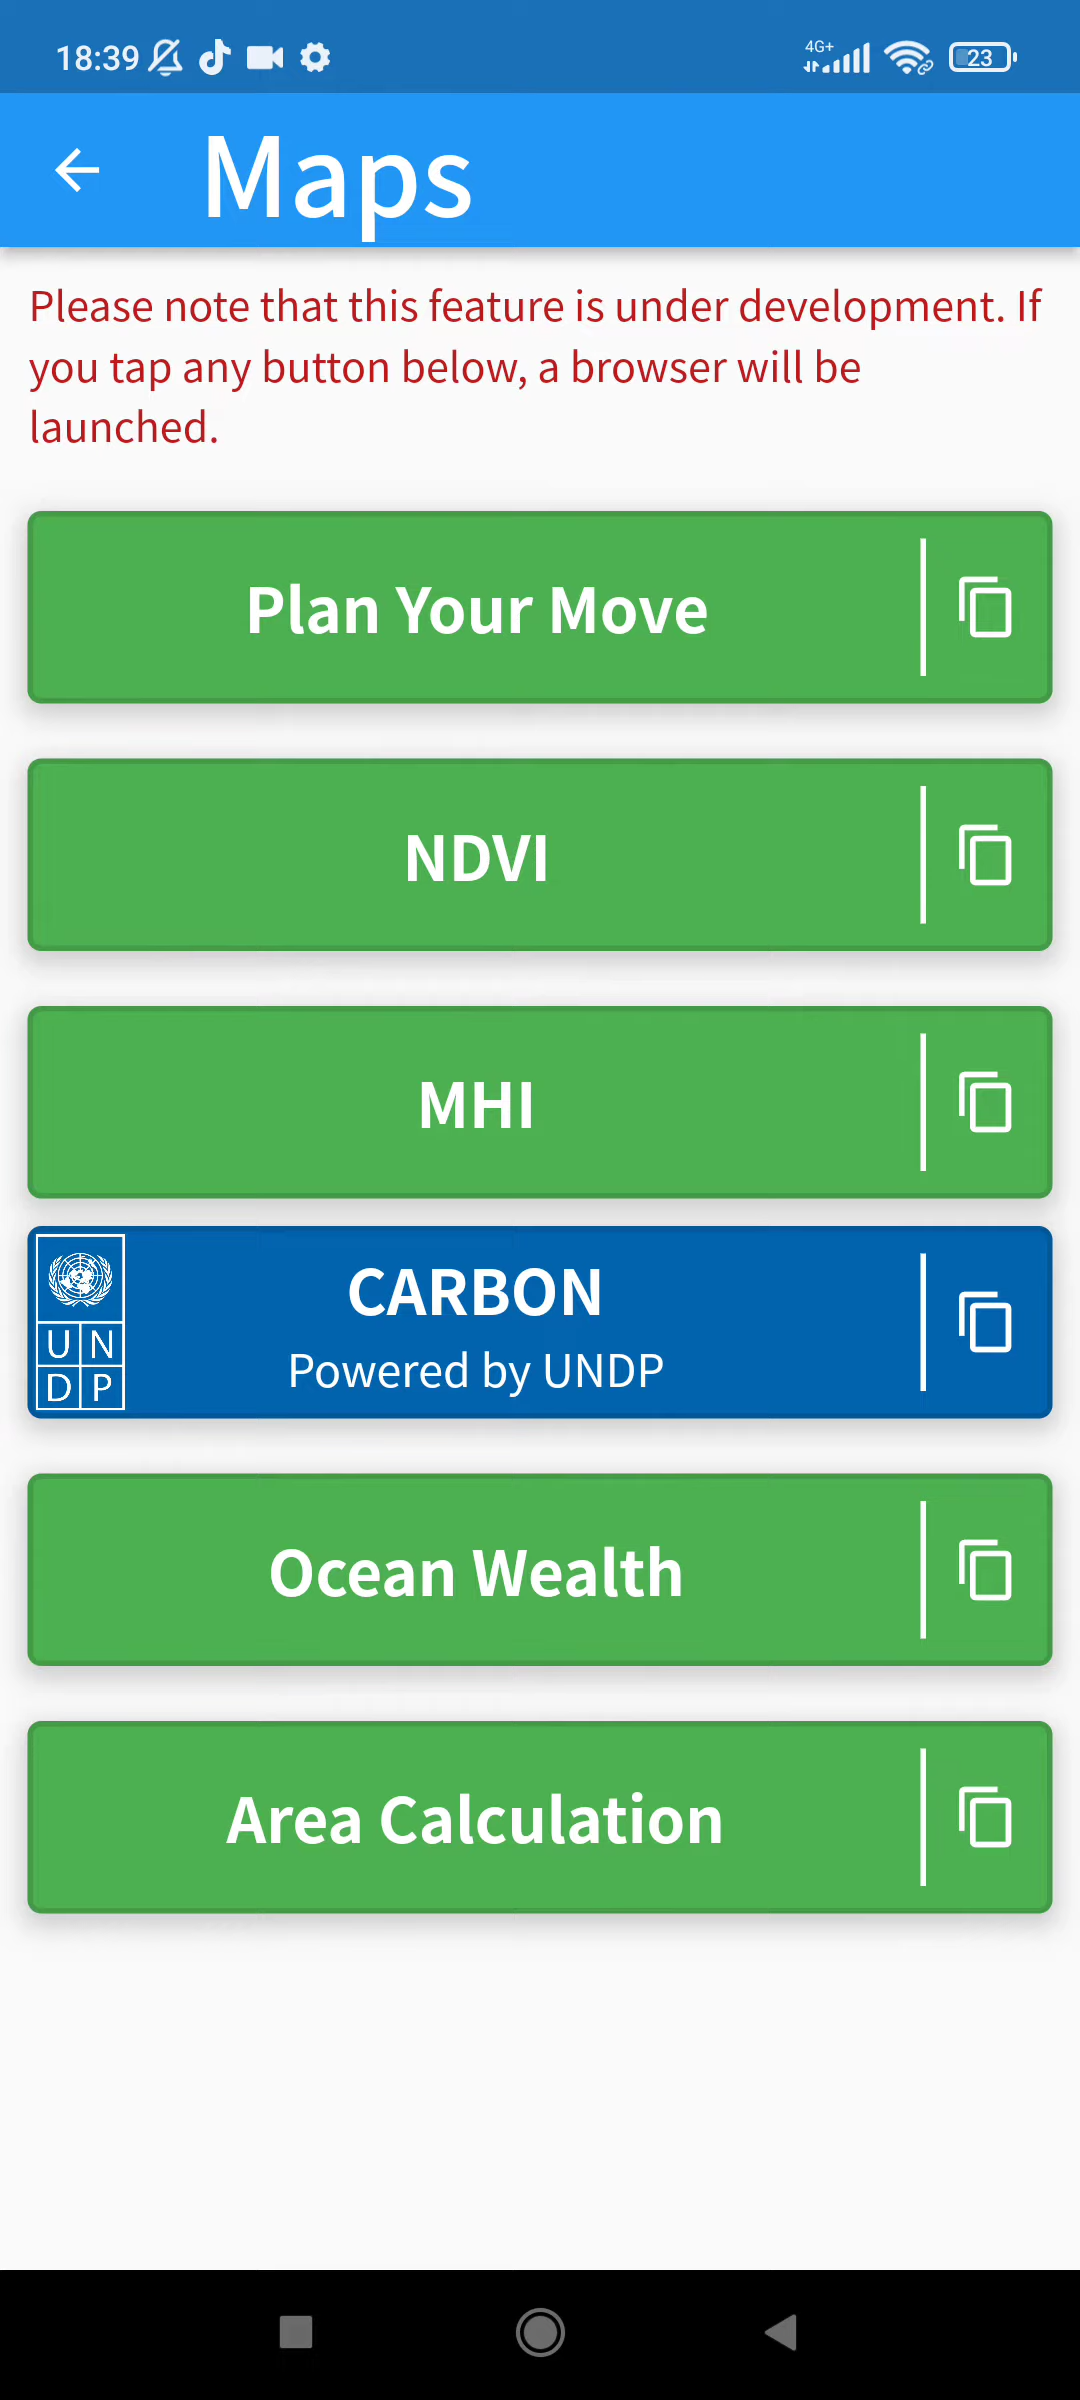 18:39
4G+
23
Maps
Please note that this feature is under development. If
you tap any button below, a browser will be
launched.
Plan Your Move
NDVI
MHI
U N
D P
CARBON
Powered by UNDP
Ocean Wealth
Area Calculation